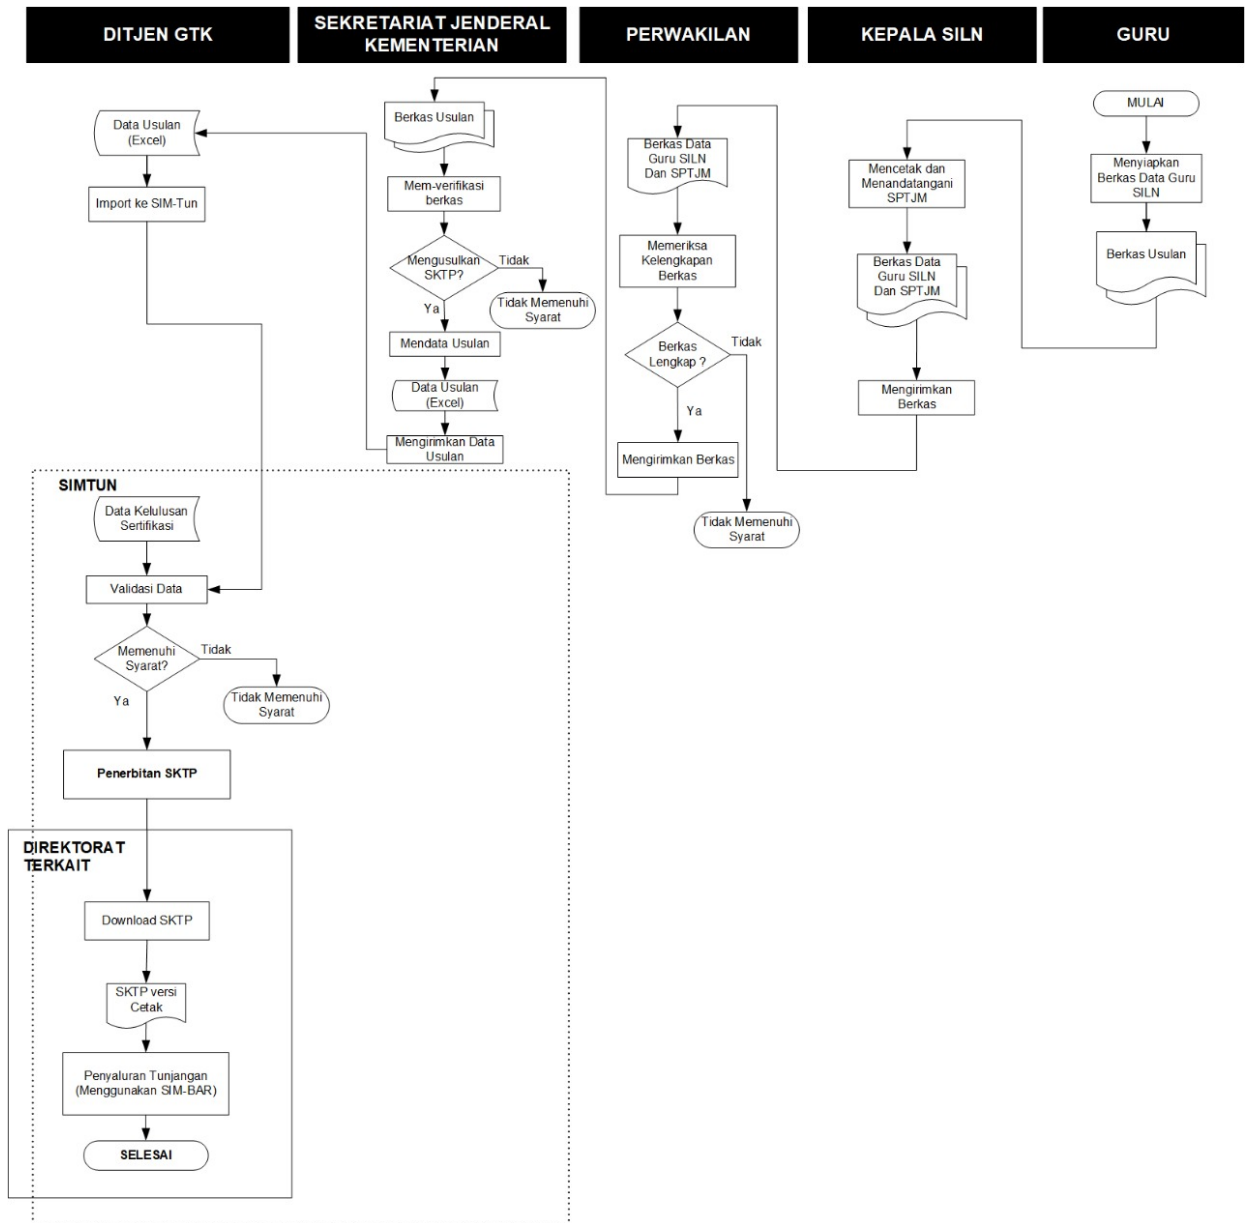 DITJEN GTK
SEKRETARIAT JENDERAL
KEMENTERIAN
PERWAKILAN
KEPALA SILN
GURU
Data Usulan
(Excel)
Import ke SIM-Tun
Berkas Usulan
Mem-verifikasi
berkas
Mengusulkan
SKTP?
Tidak
Tidak Memenuhi
Syarat
Ya
Mendata Usulan
Data Usulan
(Excel)
Mengirimkan Data
Usulan
Berkas Data
Guru SILN
Dan SPTJM
Memeriksa
Kelengkapan
Berkas
Berkas
Lengkap ?
Tidak
Ya
Mengirimkan Berkas
Tidak Memenuhi
Syarat
Mencetak dan
Menandatangani
SPTJM
Berkas Data
Guru SILN
Dan SPTJM
Mengirimkan
Berkas
MULAI
Menyiapkan
Berkas Data Guru
SILN
Berkas Usulan
SIMTUN
Data Kelulusan
Sertifikasi
Validasi Data
Memenuhi
Syarat?
Tidak
Tidak Memenuhi
Syarat
Ya
Penerbitan SKTP
DIREKTORAT
TERKAIT
Download SKTP
SKTP versi
Cetak
Penyaluran Tunjangan
(Menggunakan SIM-BAR)
SELESAI